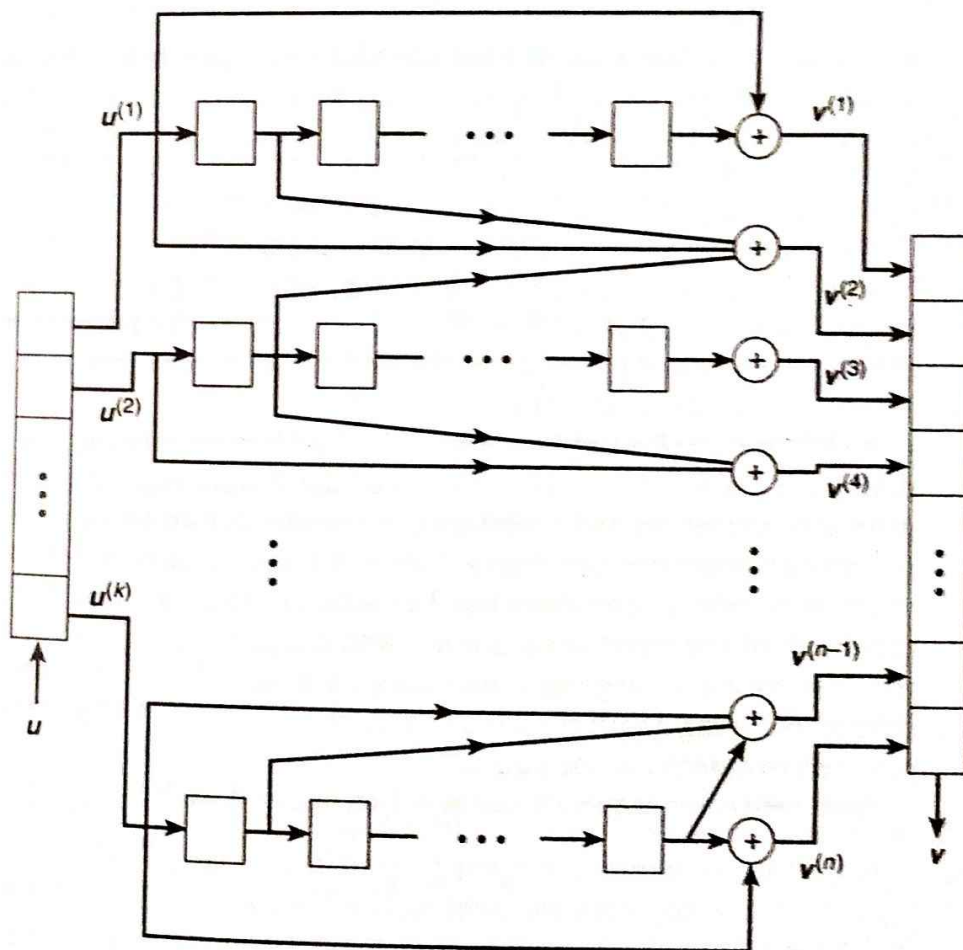 u(1)
v(1)
+
+
v(2)
u(2)
+
v(3)
+
v(4)
u(k)
v(n−1)
u
+
+
v(n)
v